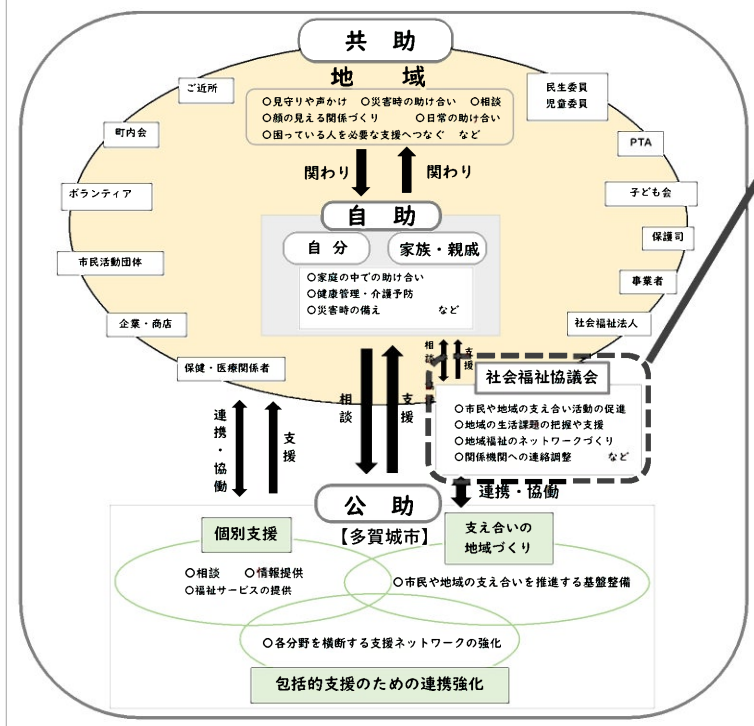 共 助
地 域
○見守りや声かけ ○災害時の助け合い ○相談
○顔の見える関係づくり ○日常の助け合い
○困っている人を必要な支援へつなぐ など
ご近所
町内会
ボランティア
市民活動団体
企業・商店
保健・医療関係者
民生委員
児童委員
PTA
子ども会
保護司
事業者
社会福祉法人
関わり
関わり
自 助
自 分
家族・親戚
○家庭の中での助け合い
○健康管理・介護予防
○災害時の備え など
相談
支援
連携・協働
支援
相談
支援
社会福祉協議会
○市民や地域の支え合い活動の促進
○地域の生活課題の把握や支援
○地域福祉のネットワークづくり
○関係機関への連絡調整 など
連携・協働
公 助
【多賀城市】
個別支援
○相談 ○情報提供
○福祉サービスの提供
支え合いの
地域づくり
○市民や地域の支え合いを推進する基盤整備
○各分野を横断する支援ネットワークの強化
包括的支援のための連携強化